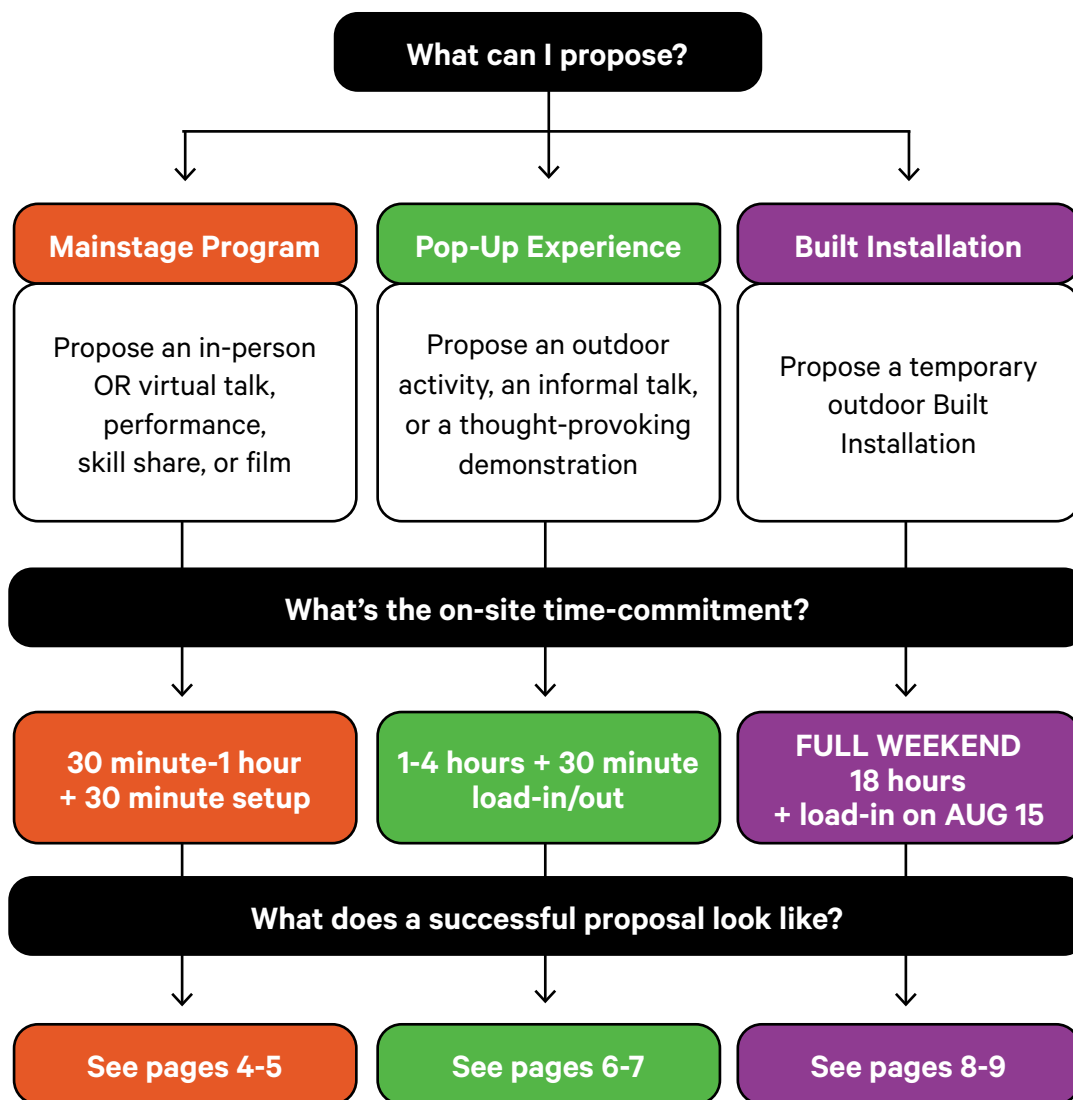 What can I propose?
Mainstage Program
Pop-Up Experience
Built Installation
Propose an in-person
OR virtual talk,
performance,
skill share, or film
Propose an outdoor
activity, an informal talk,
or a thought-provoking
demonstration
Propose a temporary
outdoor Built
Installation
What’s the on-site time-commitment?
30 minute-1 hour
+ 30 minute setup
1-4 hours + 30 minute
load-in/out
FULL WEEKEND
18 hours
+ load-in on AUG 15
What does a successful proposal look like?
See pages 4-5
See pages 6-7
See pages 8-9